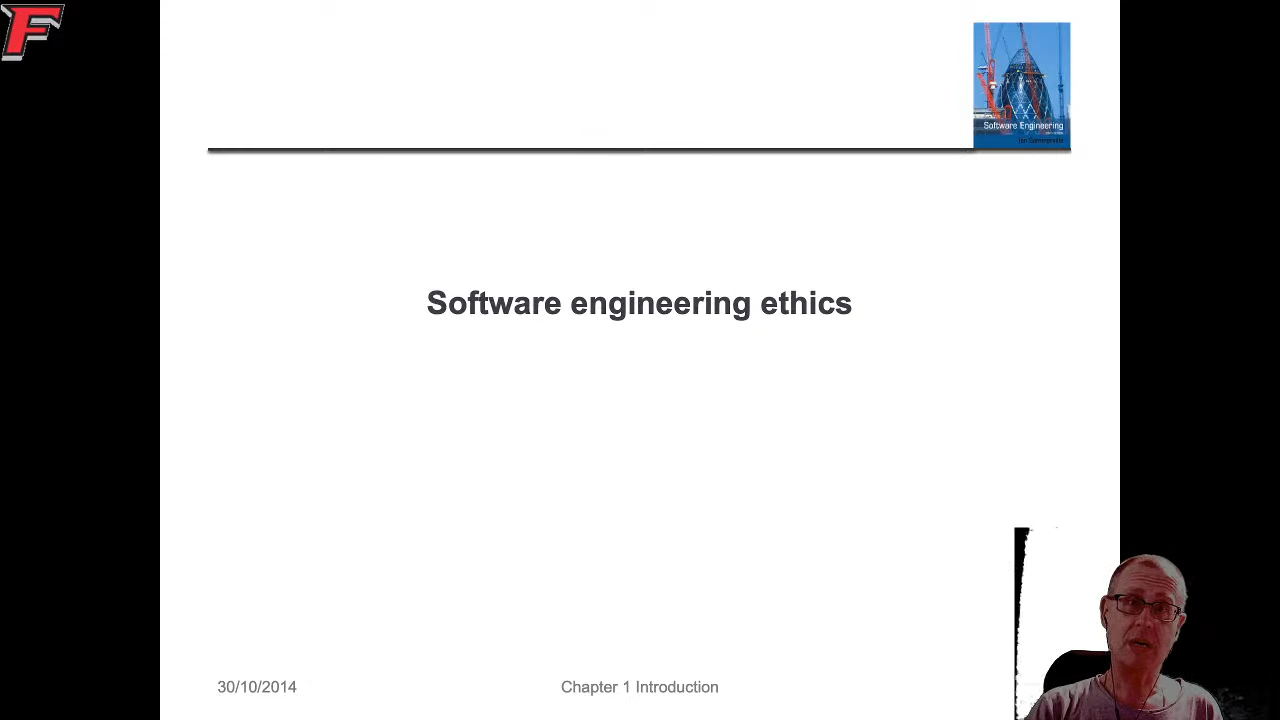 F
Software Engineering
Software engineering ethics
30/10/2014
Chapter 1 Introduction